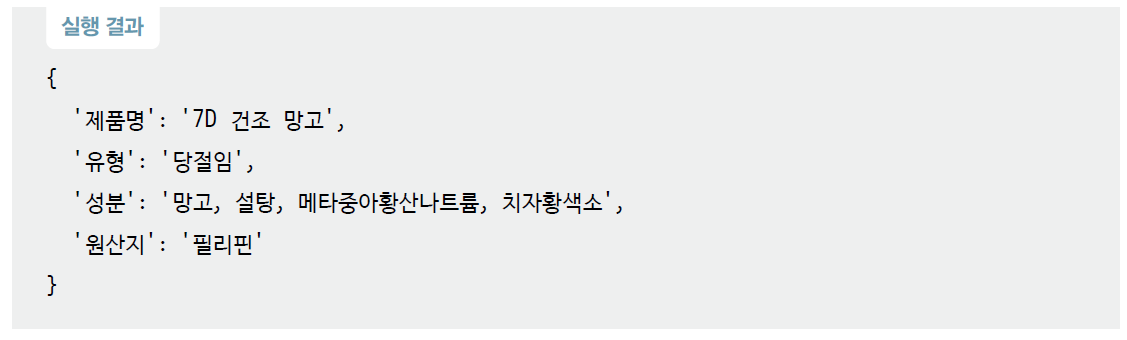 실행 결과
{
'제품명': '7D 건조 망고',
'유형': '당절임',
'성분': '망고, 설탕, 메타중아황산나트륨, 치자황색소',
'원산지': '필리핀'
}